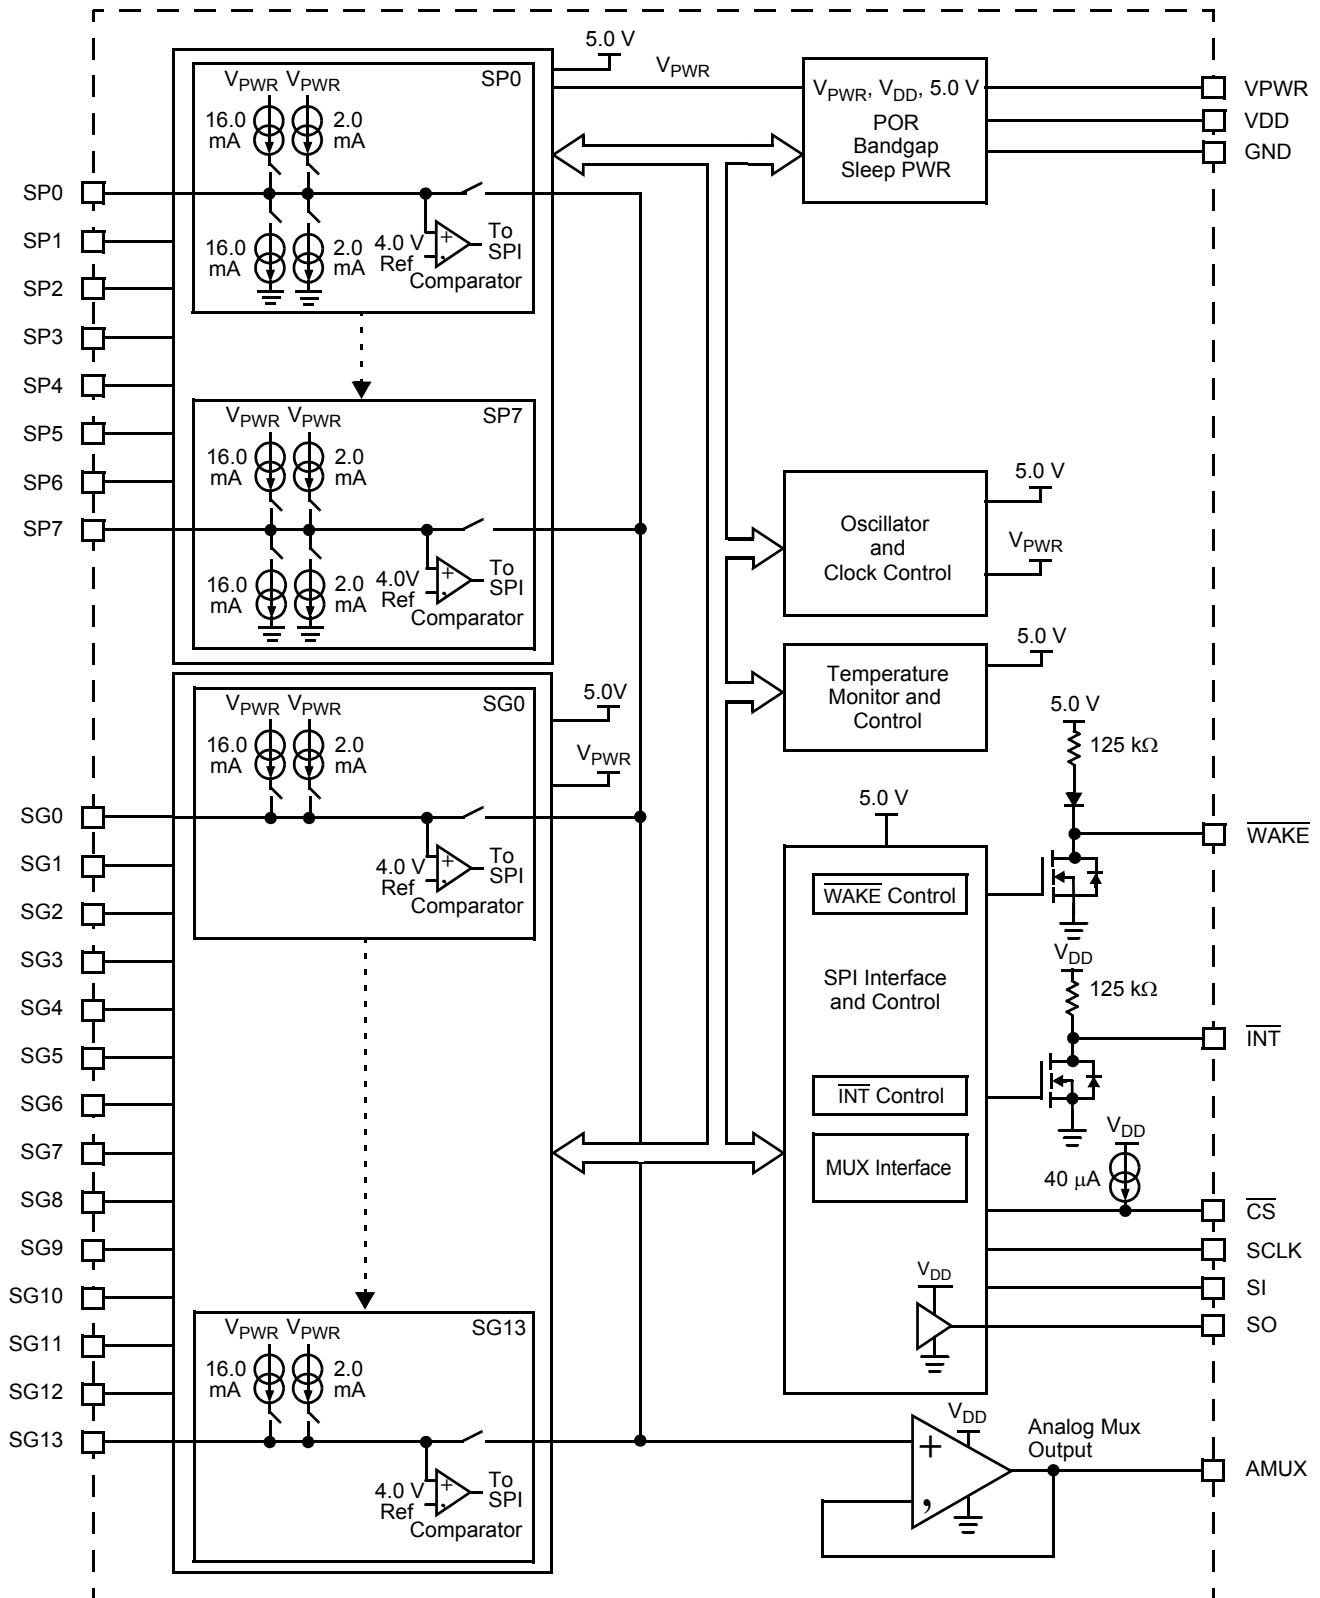 5.0 V
VPWR
VPWR VPWR SP0
16.0 mA
2.0 mA
16.0 mA
2.0 mA
4.0 V Ref
+
To SPI
Comparator
VPWR VPWR SP7
16.0 mA
2.0 mA
16.0 mA
2.0 mA
4.0V Ref
+
To SPI
Comparator
5.0V
VPWR
VPWR VPWR SG0
16.0 mA
2.0 mA
4.0 V Ref
+
To SPI
Comparator
VPWR VPWR SG13
16.0 mA
2.0 mA
4.0 V Ref
+
To SPI
Comparator
SP0
SP1
SP2
SP3
SP4
SP5
SP6
SP7
SG0
SG1
SG2
SG3
SG4
SG5
SG6
SG7
SG8
SG9
SG10
SG11
SG12
SG13
VPWR, VDD, 5.0 V
POR
Bandgap
Sleep PWR
VPWR
VDD
GND
5.0 V
VPWR
Oscillator
and
Clock Control
5.0 V
Temperature
Monitor and
Control
5.0 V
125 kΩ
WAKE
5.0 V
WAKE Control
SPI Interface
and Control
VDD
125 kΩ
INT
INT Control
MUX Interface
VDD
40 μA
CS
SCLK
SI
SO
VDD
VDD
+
,
Analog Mux
Output
AMUX